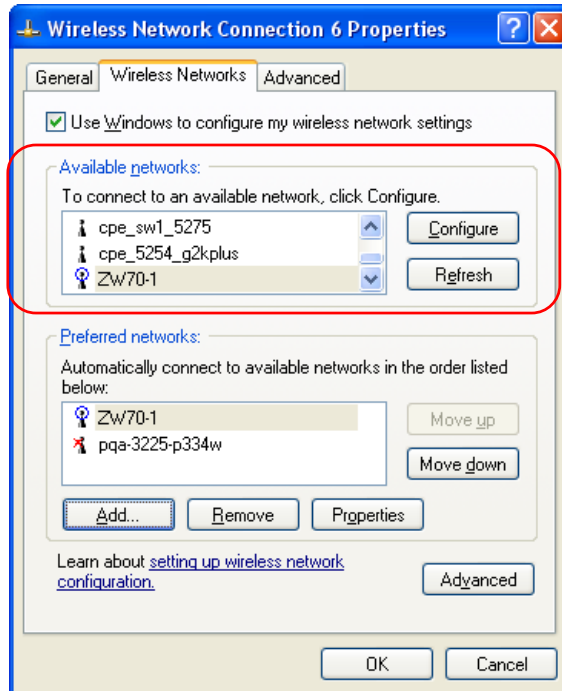 Wireless Network Connection 6 Properties
General Wireless Networks Advanced
Use Windows to configure my wireless network settings
Available networks:
To connect to an available network, click Configure.
cpe_sw1_5275
cpe_5254_g2kplus
ZW70-1
Configure
Refresh
Preferred networks:
Automatically connect to available networks in the order listed
below:
ZW70-1
pqa-3225-p334w
Move up
Move down
Add... Remove Properties
Learn about setting up wireless network
configuration.
Advanced
OK Cancel